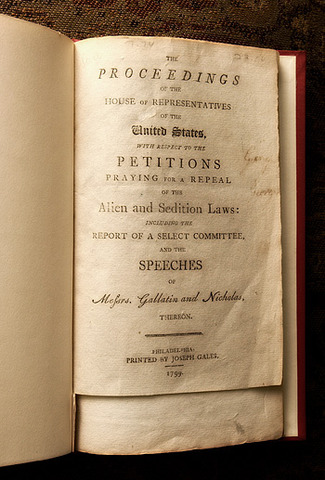 THE
PROCEEDINGS
OF THE
HOUSE OF REPRESENTATIVES
OF THE
United States,
WITH RESPECT TO THE
PETITIONS
PRAYING FOR A REPEAL
OF THE
Alien and Sedition Laws:
INCLUDING THE
REPORT OF A SELECT COMMITTEE,
AND THE
SPEECHES
OF
Meſsrs. Gallatin and Nicholas,
THEREON.
PHILADELPHIA:
PRINTED BY JOSEPH GALES.
1799.